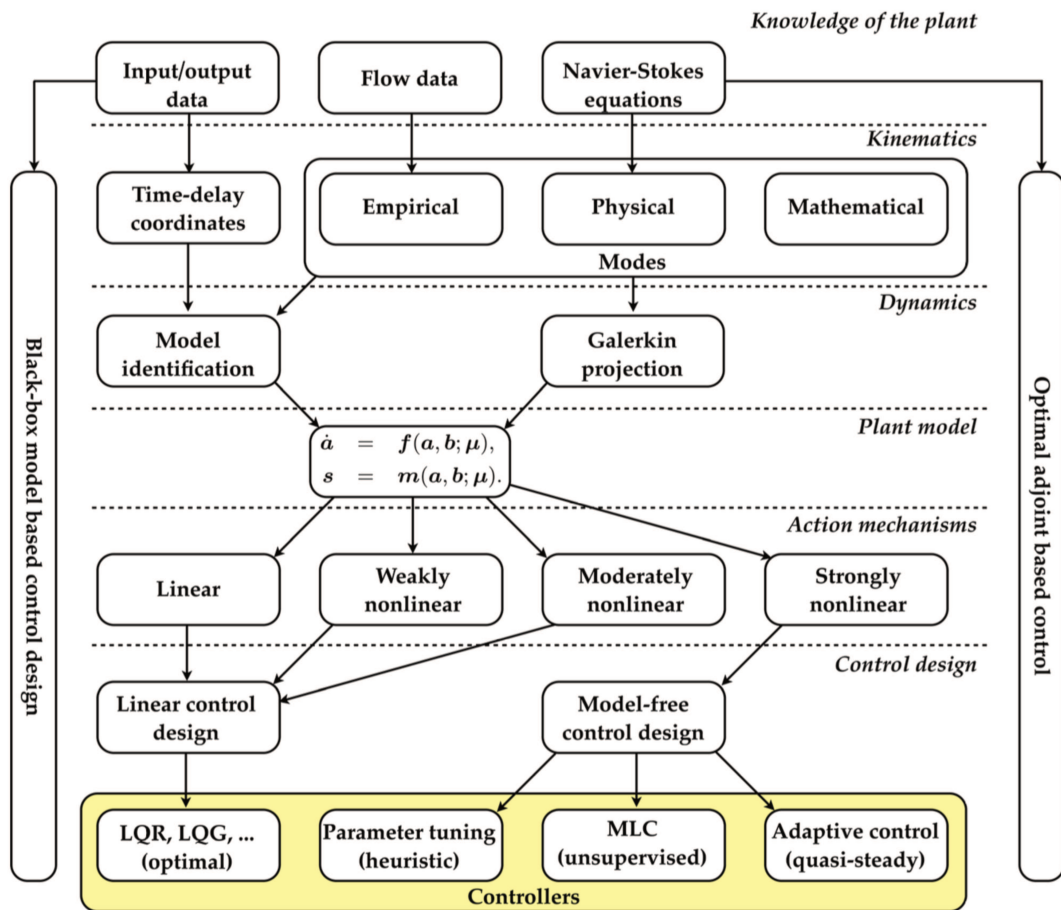 Knowledge of the plant
Input/output
data
Flow data
Navier-Stokes
equations
Kinematics
Time-delay
coordinates
Empirical
Physical
Mathematical
Modes
Dynamics
Model
identification
Galerkin
projection
Plant model
ȧ = f(a, b; μ),
s = m(a, b; μ).
Action mechanisms
Linear
Weakly
nonlinear
Moderately
nonlinear
Strongly
nonlinear
Control design
Linear control
design
Model-free
control design
LQR, LQG, ...
(optimal)
Parameter tuning
(heuristic)
MLC
(unsupervised)
Adaptive control
(quasi-steady)
Controllers
Black-box model based control design
Optimal adjoint based control